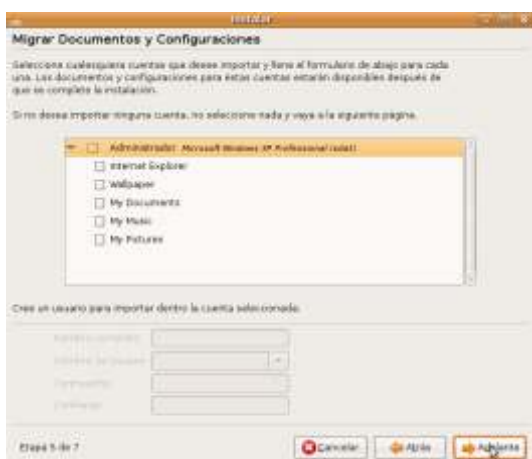 Instalar
Migrar Documentos y Configuraciones
Seleccione cualesquiera cuentas que desee importar y llene el formulario de abajo para cada
una. Los documentos y configuraciones para estas cuentas estarán disponibles después de
que se complete la instalación.
Si no desea importar ninguna cuenta, no seleccione nada y vaya a la siguiente página.
Administrador Microsoft Windows XP Professional
Internet Explorer
Wallpaper
My Documents
My Music
My Pictures
Cree un usuario para importar dentro la cuenta seleccionada:
Nombre completo:
Nombre de usuario:
Contraseña:
Etapa 5 de 7
Cancelar
Atrás
Adelante